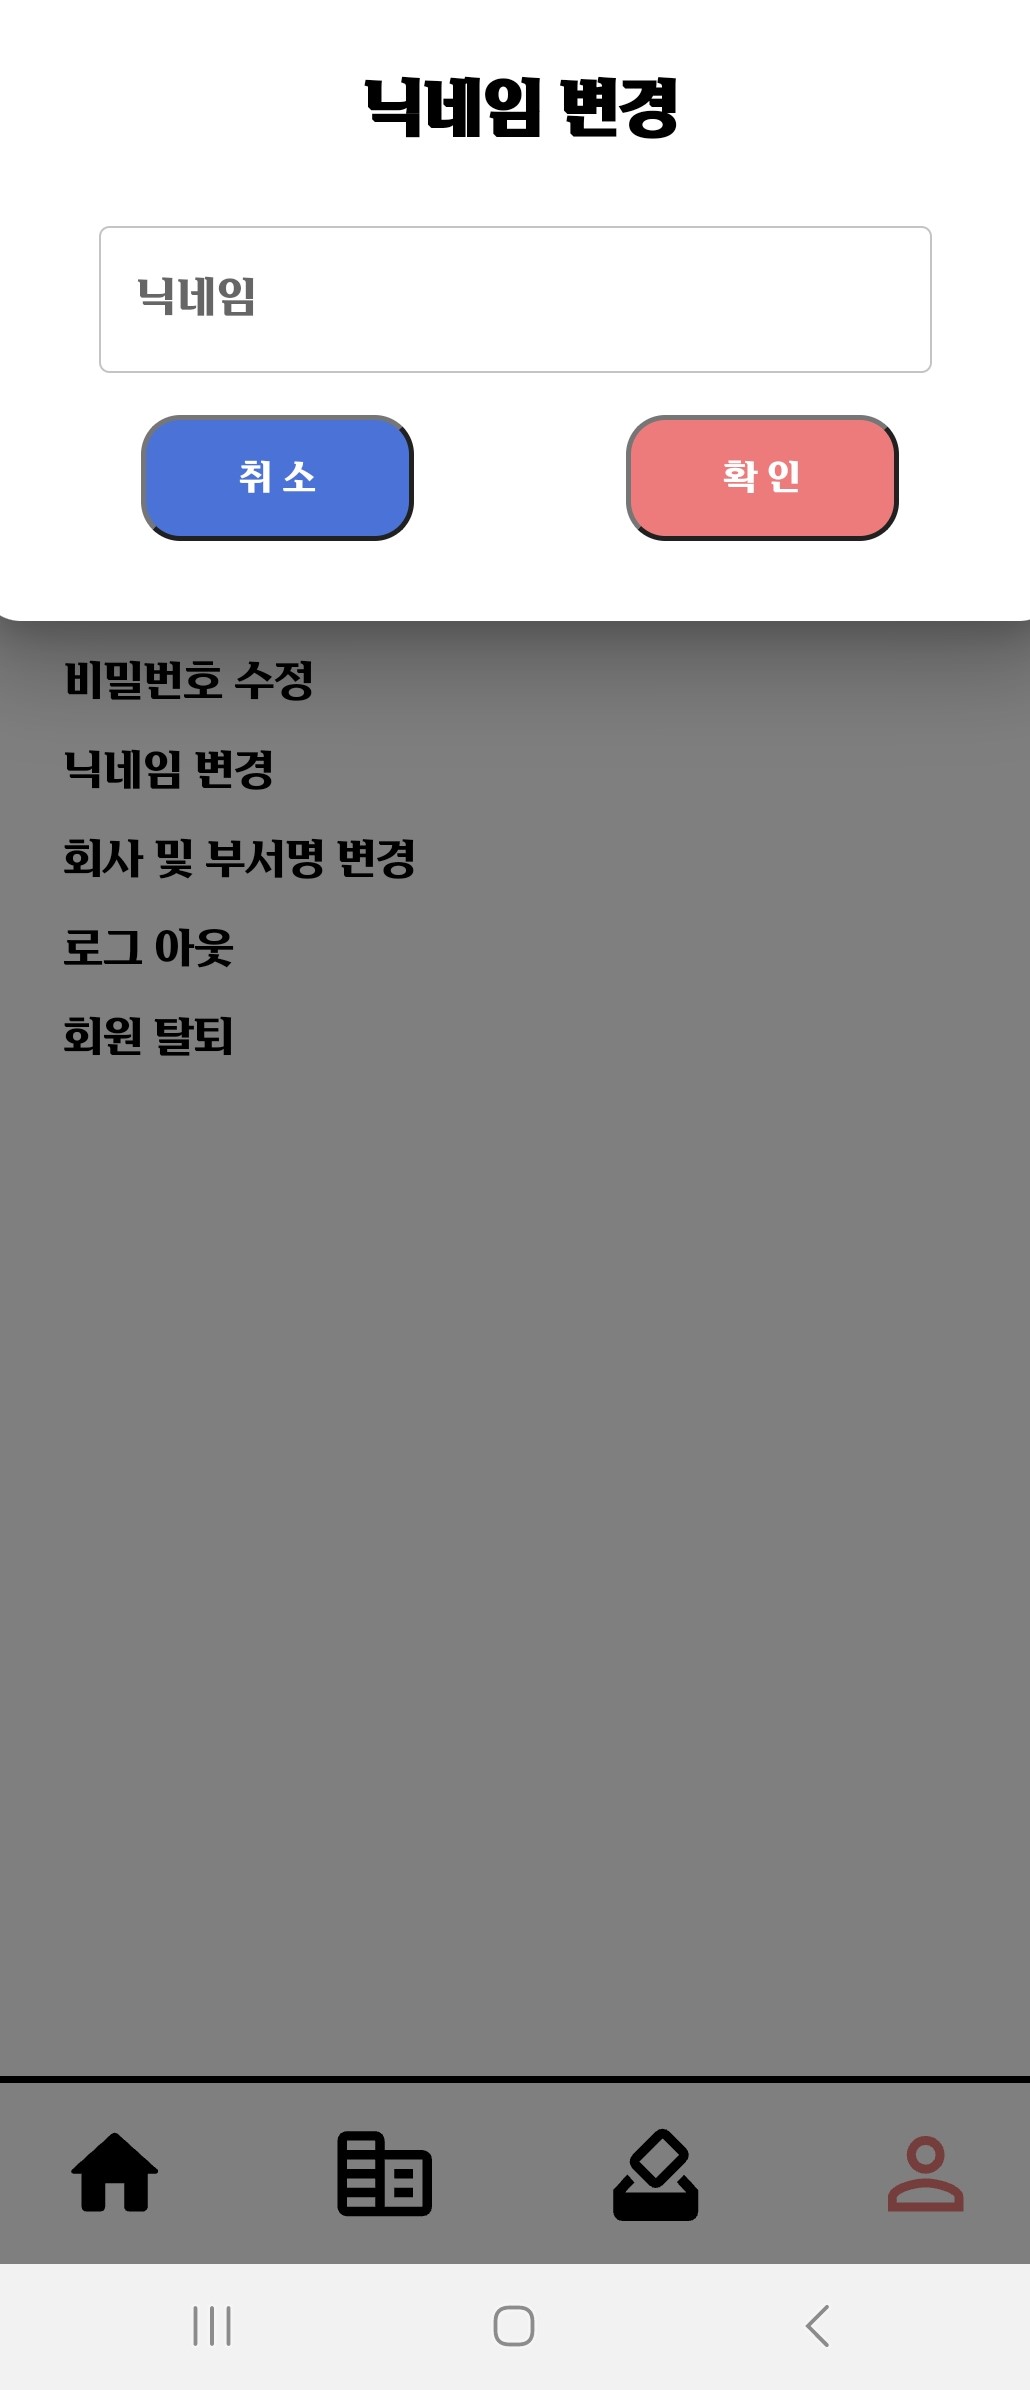 닉네임 변경
닉네임
취 소
확 인
비밀번호 수정
닉네임 변경
회사 및 부서명 변경
로그 아웃
회원 탈퇴